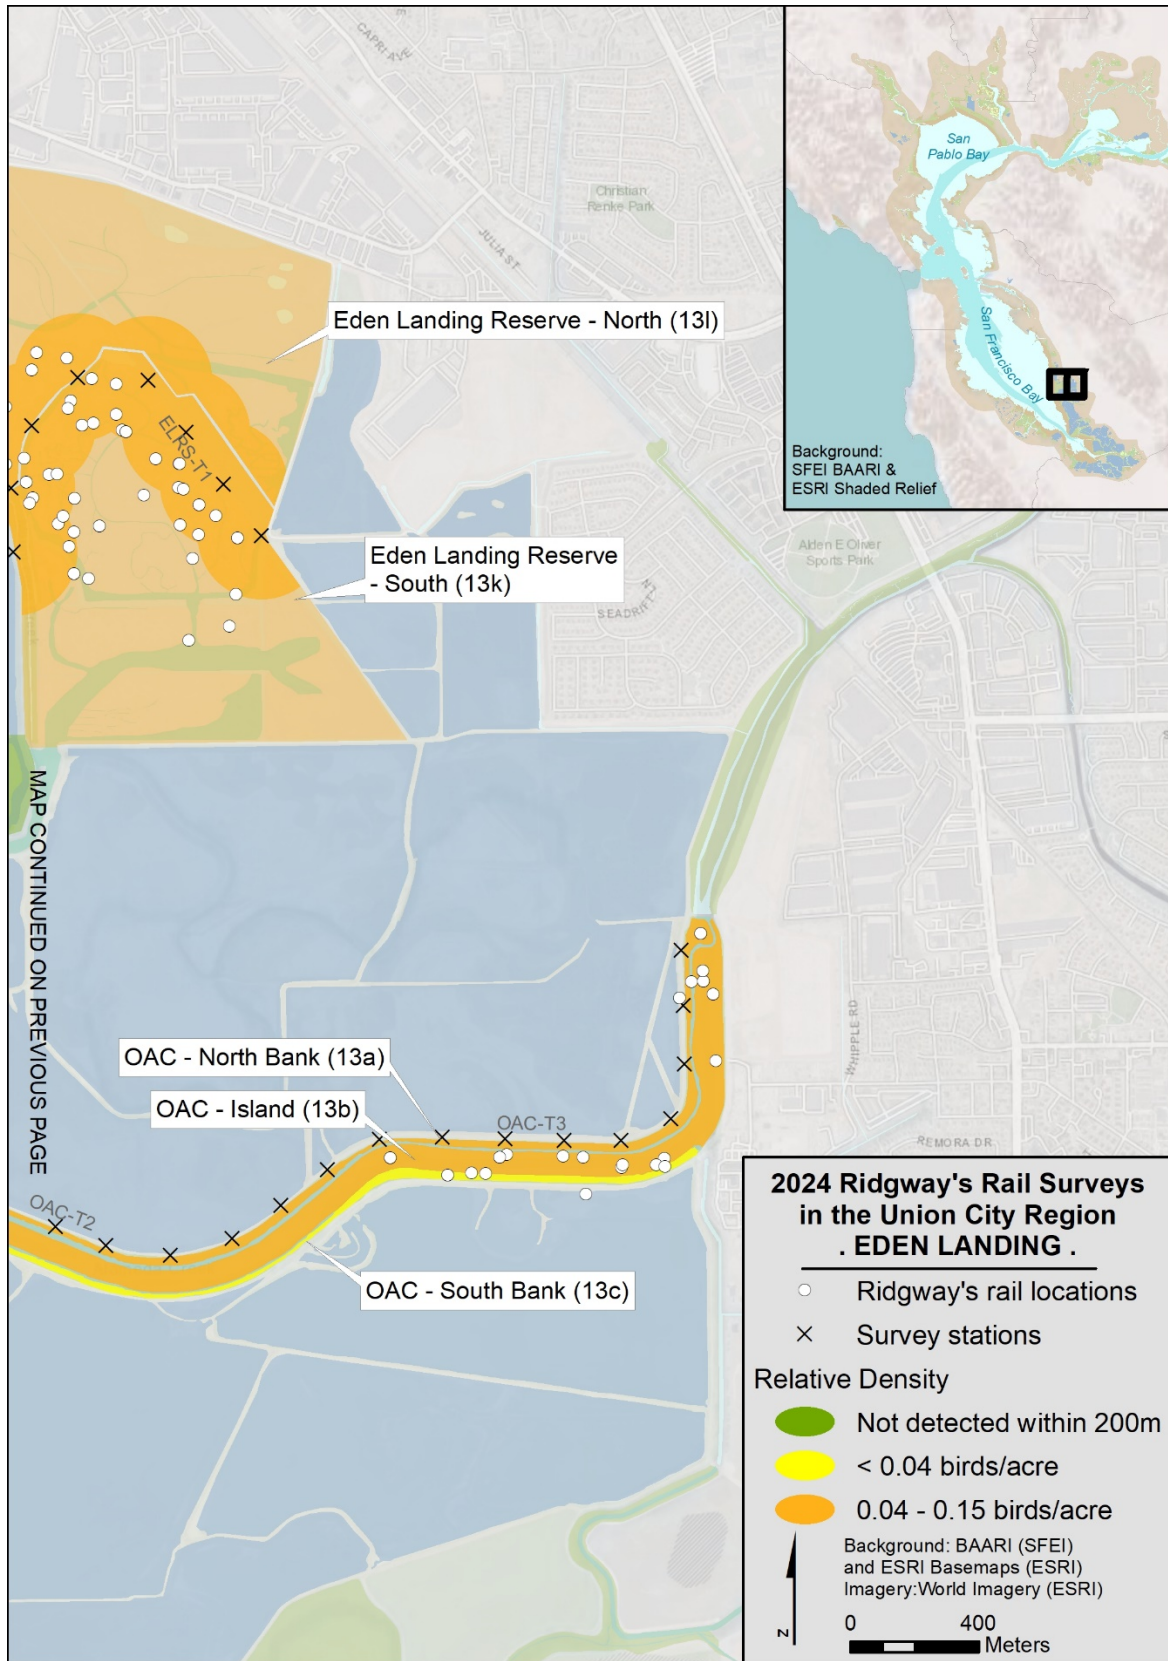 CAPRI AVE
San
Pablo Bay
San Francisco Bay
Background:
SFEI BAARI &
ESRI Shaded Relief
Christian
Penke Park
JULIA ST
Eden Landing Reserve - North (13l)
ELRS-T1
Eden Landing Reserve
- South (13k)
Alden E Oliver
Sports Park
SEADRIFT LN
MAP CONTINUED ON PREVIOUS PAGE
WHIPPLE RD
OAC - North Bank (13a)
OAC - Island (13b)
OAC-T3
REMORA DR
OAC-T2
OAC - South Bank (13c)
2024 Ridgway's Rail Surveys
in the Union City Region
. EDEN LANDING .
Ridgway's rail locations
Survey stations
Relative Density
Not detected within 200m
< 0.04 birds/acre
0.04 - 0.15 birds/acre
Background: BAARI (SFEI)
and ESRI Basemaps (ESRI)
Imagery:World Imagery (ESRI)
N
0 400
Meters